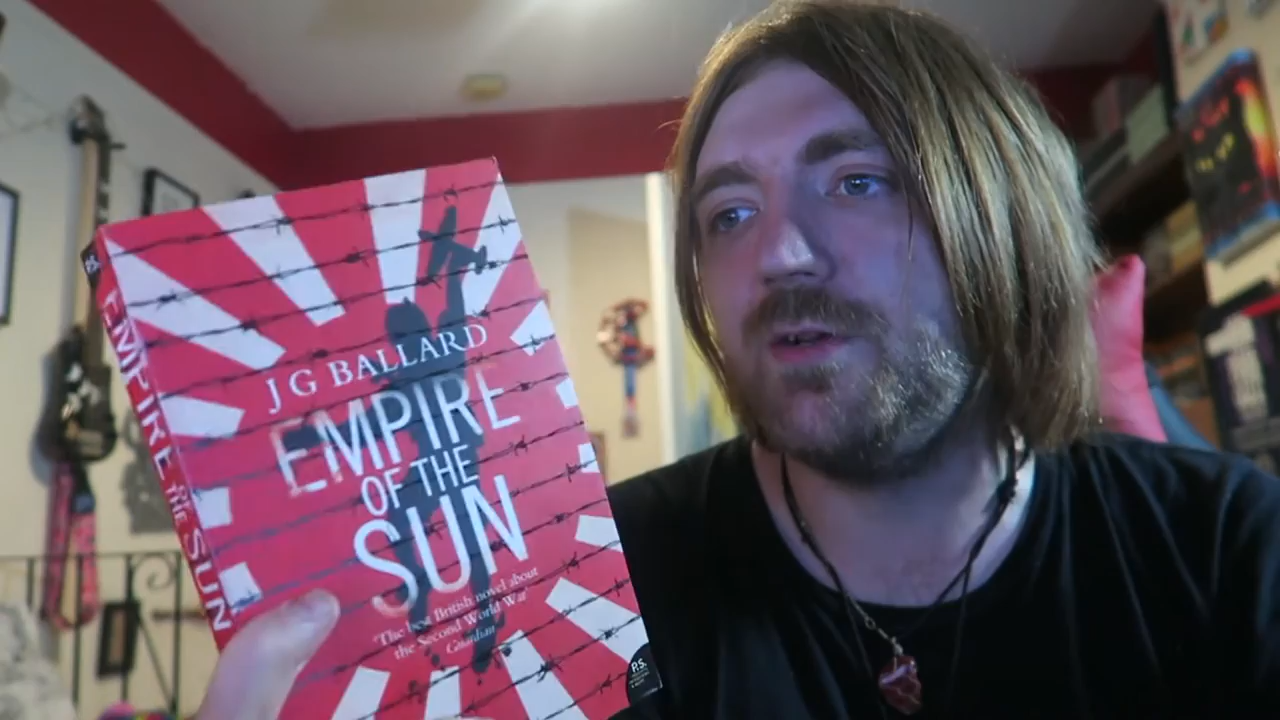 J G BALLARD
EMPIRE
OF THE
SUN
'The best British novel about
the Second World War'
Guardian
P.S.
EMPIRE OF THE SUN